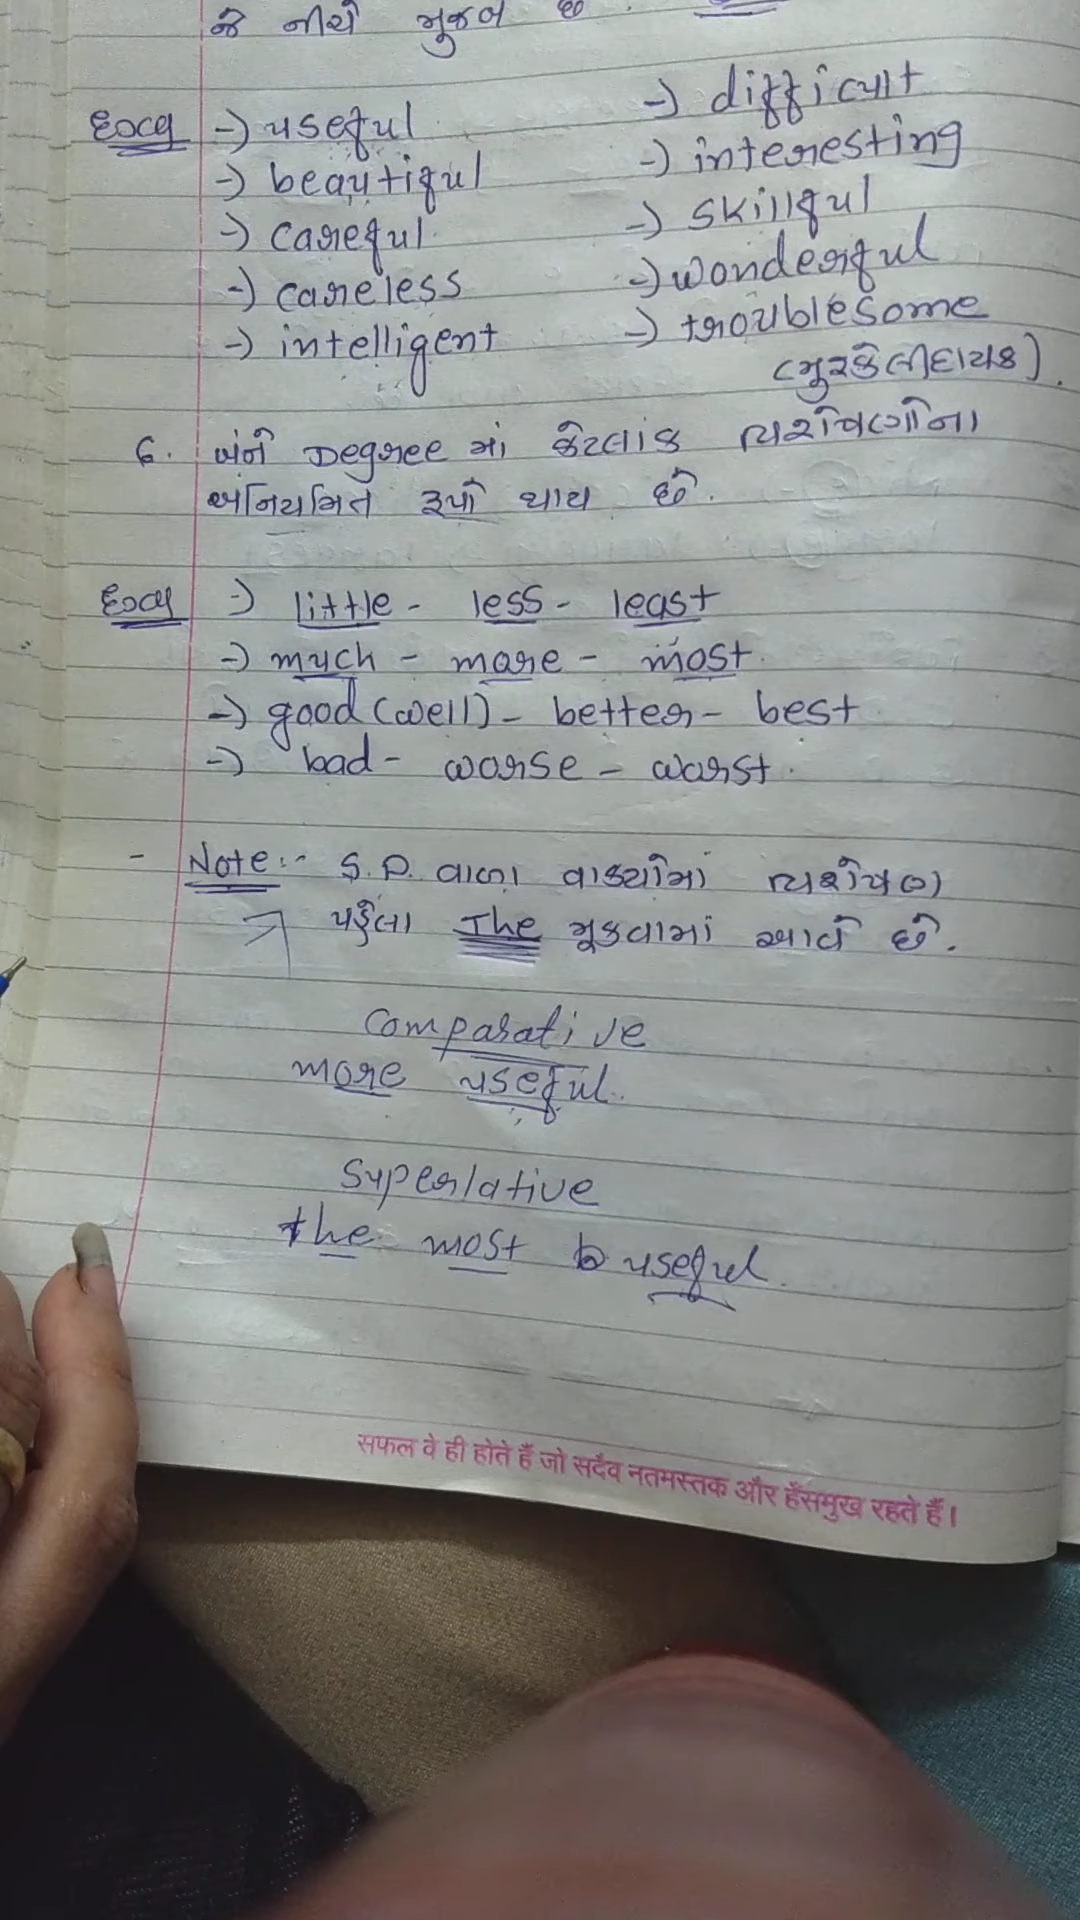 જે નીચે મુજબ છે.
Exa → useful → difficult
→ beautiful → interesting
→ careful → skillful
→ careless → wonderful
→ intelligent → troublesome
(મુશ્કેલીદાયક).
6. બંને Degree માં કેટલાંક વિશેષણોના
અનિયમિત રૂપો થાય છે.
Exa → little - less - least
→ much - more - most.
→ good (well) - better - best
→ bad - worse - worst.
- Note:- S.D. વાળા વાક્યોમાં વિશેષણ
પહેલા The મૂકવામાં આવે છે.
Comparative
more useful.
Superlative
the most useful.
सफल वे ही होते हैं जो सदैव नतमस्तक और हँसमुख रहते हैं।